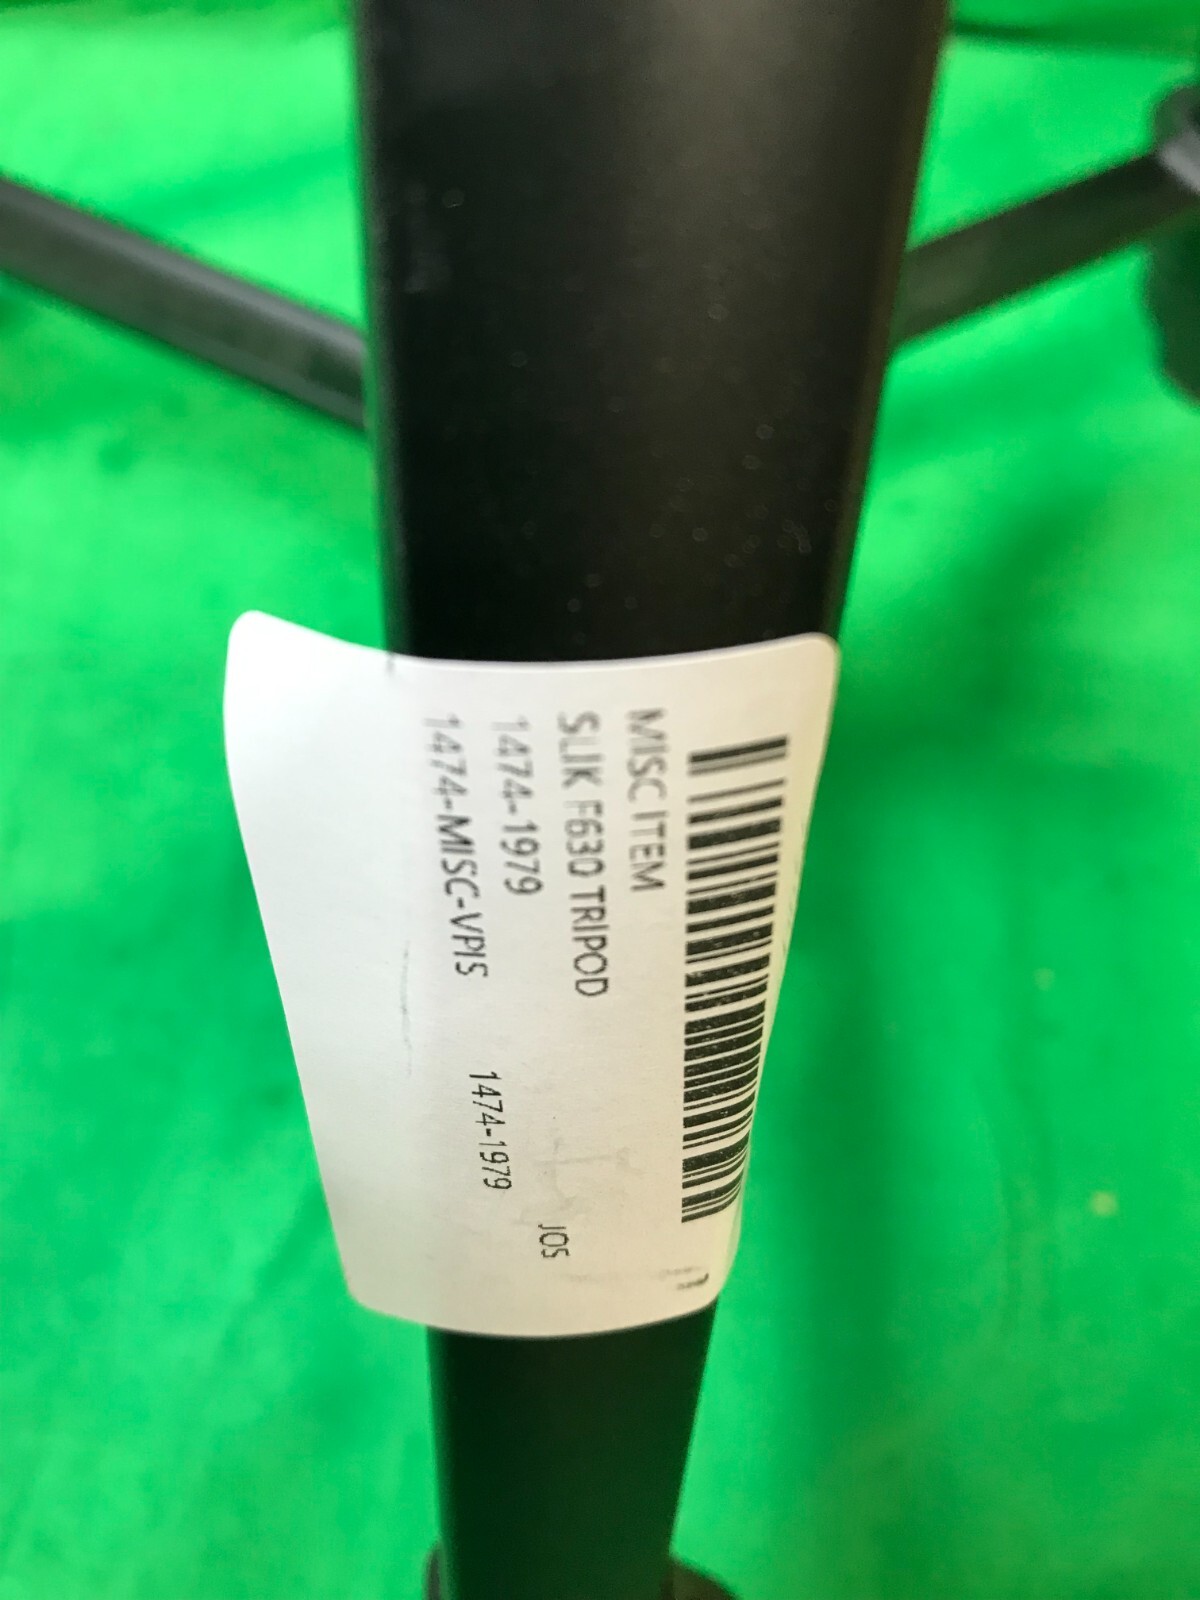 MISC ITEM
SLIK F630 TRIPOD
1474-1979
JOS
1474-MISC-VPIS
1474-1979